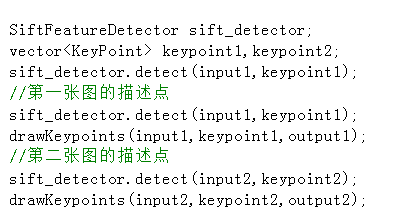 SiftFeatureDetector sift_detector;
vector<KeyPoint> keypoint1,keypoint2;
sift_detector.detect(input1,keypoint1);
//第一张图的描述点
sift_detector.detect(input1,keypoint1);
drawKeypoints(input1,keypoint1,output1);
//第二张图的描述点
sift_detector.detect(input2,keypoint2);
drawKeypoints(input2,keypoint2,output2);